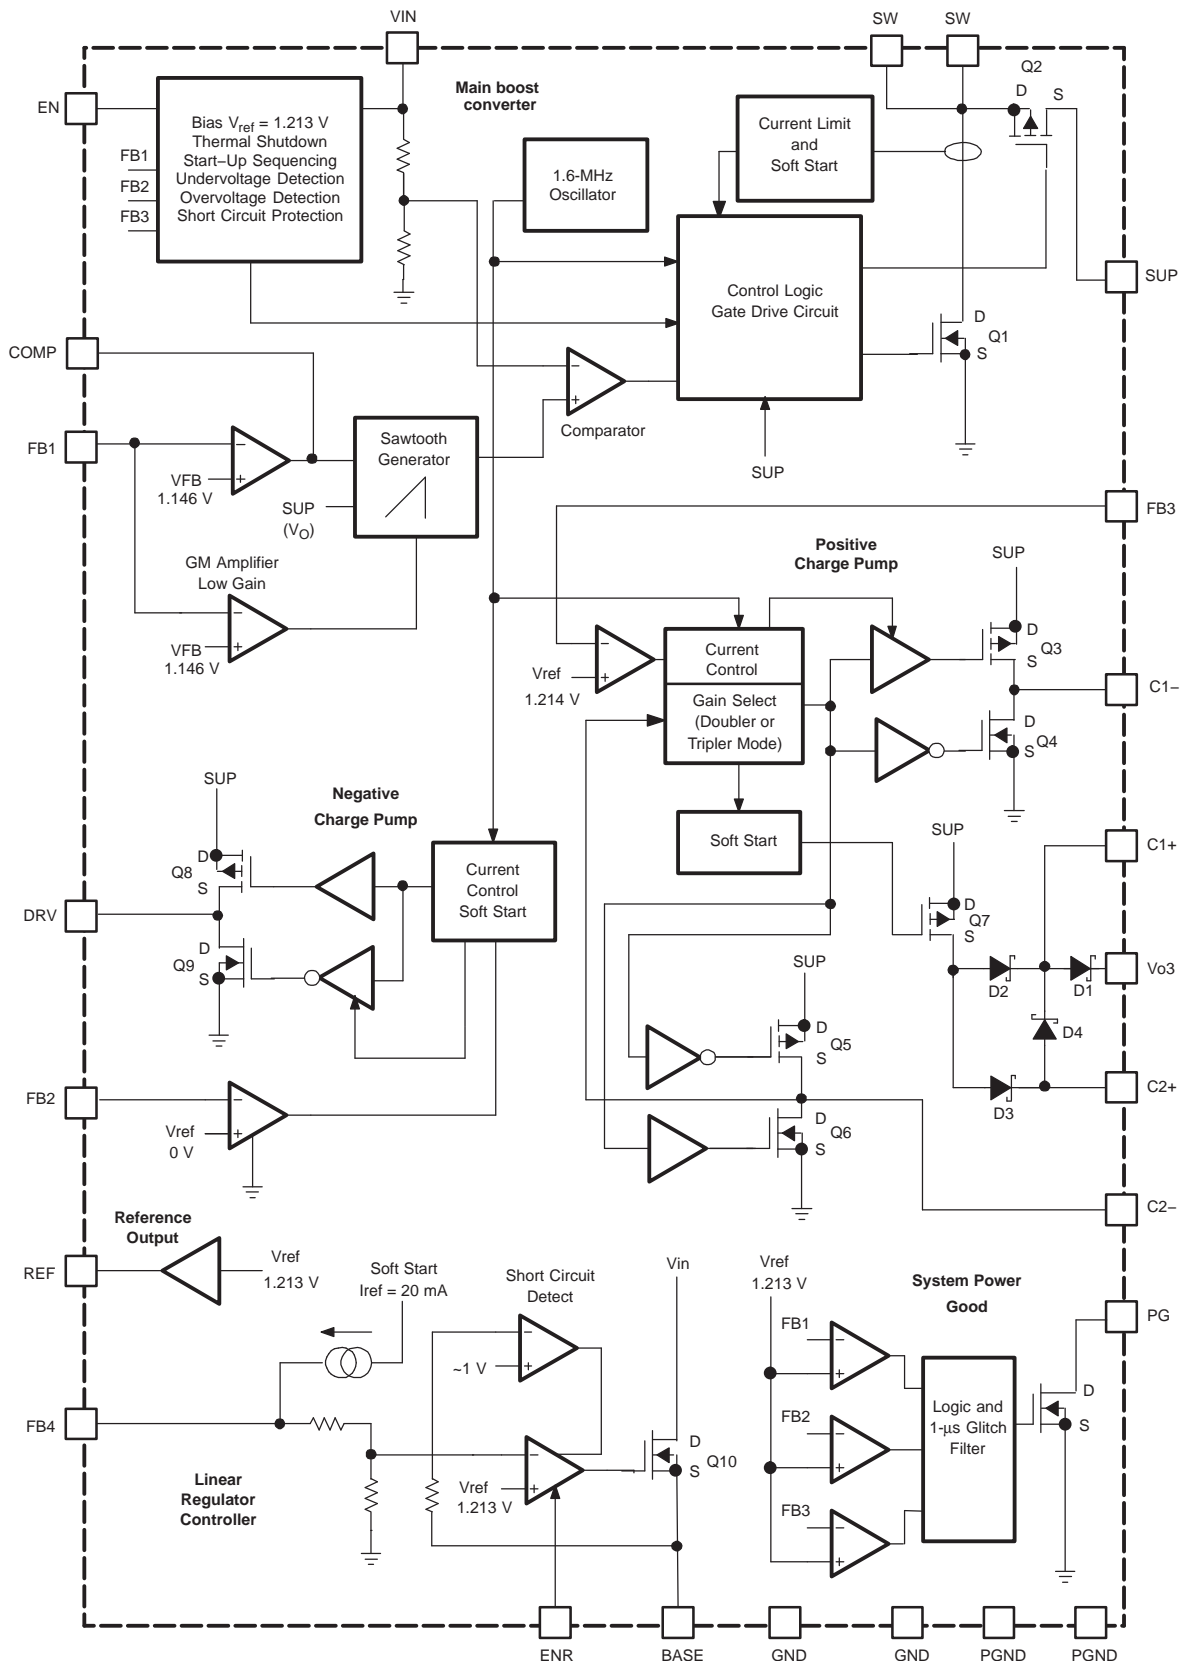 VIN
SW
SW
Q2
D
S
Main boost
converter
EN
Bias Vref = 1.213 V
Thermal Shutdown
Start–Up Sequencing
Undervoltage Detection
Overvoltage Detection
Short Circuit Protection
FB1
FB2
FB3
Current Limit
and
Soft Start
1.6-MHz
Oscillator
SUP
Control Logic
Gate Drive Circuit
D
Q1
S
COMP
−
+
Comparator
SUP
FB1
−
+
VFB
1.146 V
Sawtooth
Generator
SUP
(VO)
FB3
GM Amplifier
Low Gain
−
+
VFB
1.146 V
Positive
Charge Pump
SUP
−
+
Vref
1.214 V
Current
Control
Gain Select
(Doubler or
Tripler Mode)
D
Q3
S
C1–
D
Q4
S
SUP
Negative
Charge Pump
Soft Start
SUP
C1+
D
Q8
S
Current
Control
Soft Start
D
Q7
S
DRV
D
Q9
S
SUP
D2
D1
Vo3
D
Q5
S
D4
FB2
−
+
Vref
0 V
D3
C2+
D
Q6
S
C2–
Reference
Output
REF
Vref
1.213 V
Soft Start
Iref = 20 mA
Short Circuit
Detect
Vin
Vref
1.213 V
System Power
Good
PG
−
+
~1 V
FB1
−
+
D
S
FB4
FB2
−
+
Logic and
1-μs Glitch
Filter
−
+
Vref
1.213 V
D
Q10
S
Linear
Regulator
Controller
FB3
−
+
ENR
BASE
GND
GND
PGND
PGND